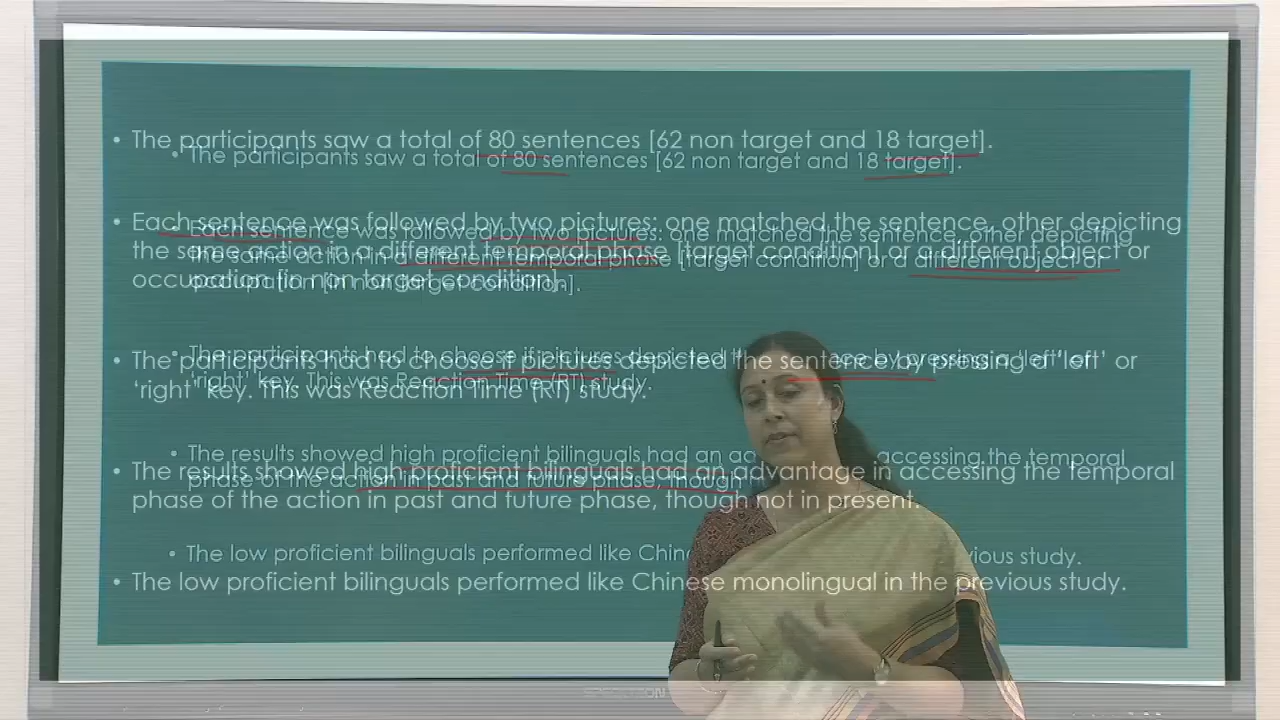 • The participants saw a total of 80 sentences [62 non target and 18 target].
• Each sentence was followed by two pictures: one matched the sentence, other depicting
the same action in a different temporal phase [target condition] or a different object or
occupation [in non target condition].
• The participants had to choose if pictures depicted the sentence by pressing a ‘left’ or
‘right’ key. This was Reaction Time (RT) study.
• The results showed high proficient bilinguals had an advantage in accessing the temporal
phase of the action in past and future phase, though not in present.
• The low proficient bilinguals performed like Chinese monolingual in the previous study.